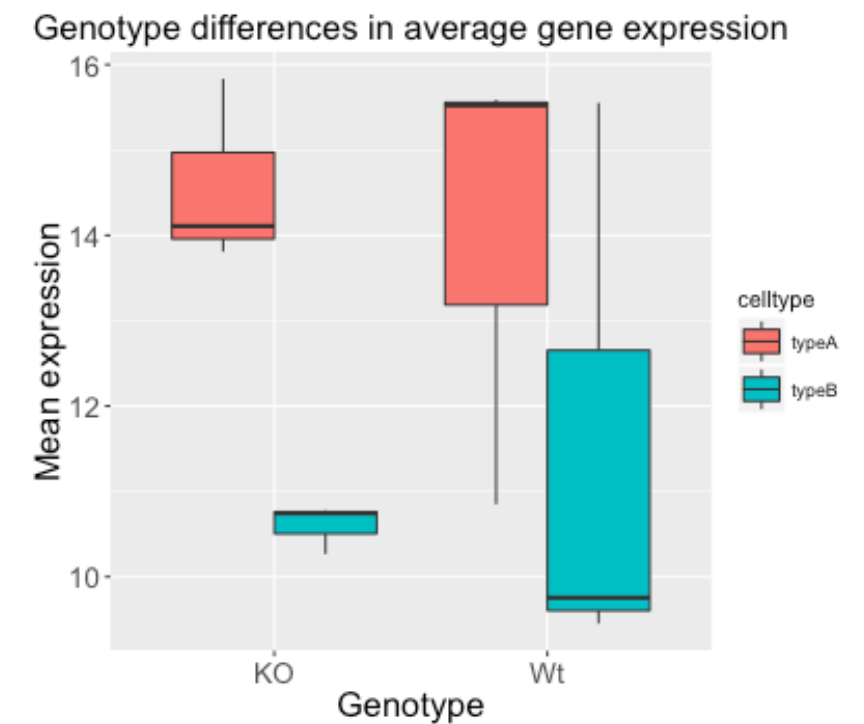 Genotype differences in average gene expression
16
14
12
10
Mean expression
KO
Wt
Genotype
celltype
typeA
typeB